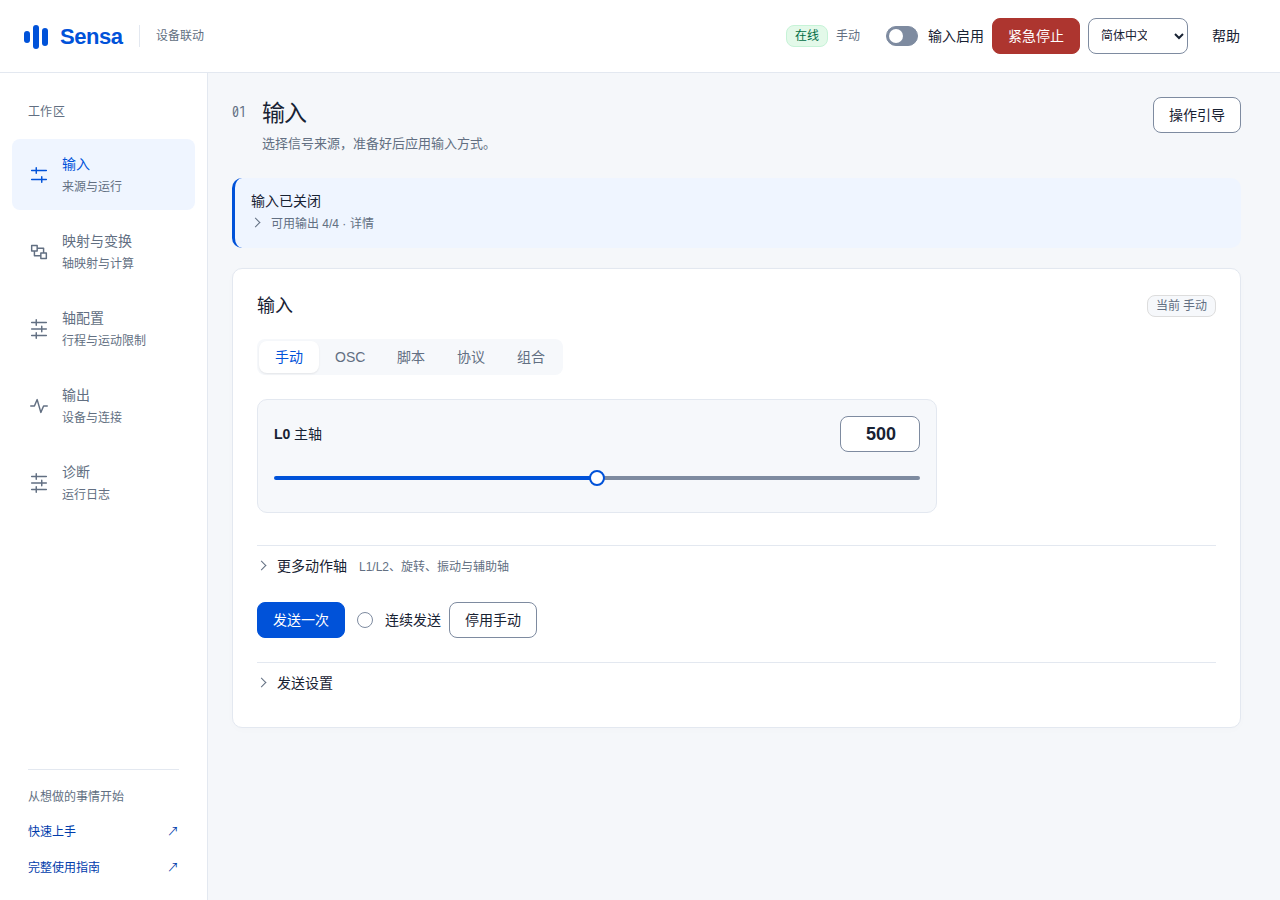 Sensa 设备联动
在线 手动 输入启用 紧急停止 简体中文 帮助
工作区
输入
来源与运行
映射与变换
轴映射与计算
轴配置
行程与运动限制
输出
设备与连接
诊断
运行日志
从想做的事情开始
快速上手 ↗
完整使用指南 ↗
01 输入 操作引导
选择信号来源，准备好后应用输入方式。
输入已关闭
可用输出 4/4 · 详情
输入 当前 手动
手动 OSC 脚本 协议 组合
L0 主轴 500
更多动作轴 L1/L2、旋转、振动与辅助轴
发送一次 连续发送 停用手动
发送设置